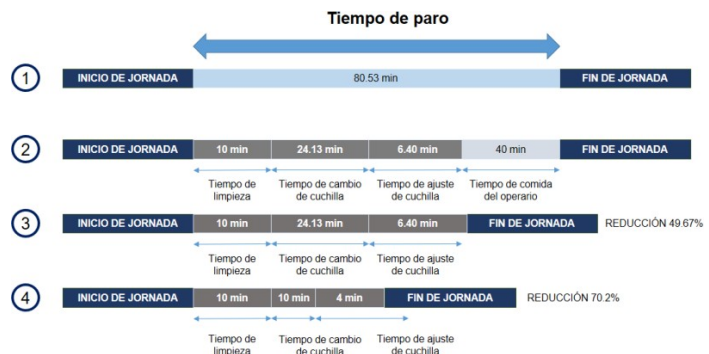 Tiempo de paro
1 INICIO DE JORNADA 80.53 min FIN DE JORNADA
2 INICIO DE JORNADA 10 min 24.13 min 6.40 min 40 min FIN DE JORNADA
Tiempo de limpieza
Tiempo de cambio de cuchilla
Tiempo de ajuste de cuchilla
Tiempo de comida del operario
3 INICIO DE JORNADA 10 min 24.13 min 6.40 min FIN DE JORNADA REDUCCIÓN 49.67%
Tiempo de limpieza
Tiempo de cambio de cuchilla
Tiempo de ajuste de cuchilla
4 INICIO DE JORNADA 10 min 10 min 4 min FIN DE JORNADA REDUCCIÓN 70.2%
Tiempo de limpieza
Tiempo de cambio de cuchilla
Tiempo de ajuste de cuchilla